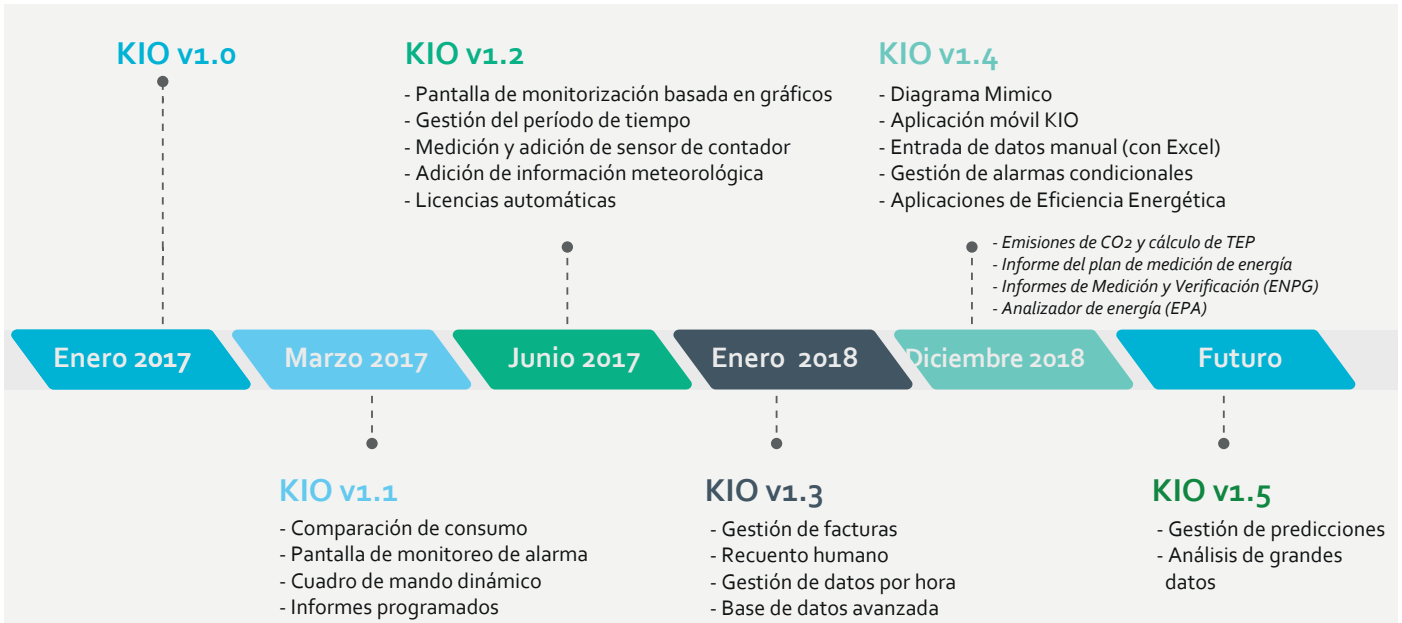 KIO v1.0
KIO v1.2
- Pantalla de monitorización basada en gráficos
- Gestión del período de tiempo
- Medición y adición de sensor de contador
- Adición de información meteorológica
- Licencias automáticas
KIO v1.4
- Diagrama Mimico
- Aplicación móvil KIO
- Entrada de datos manual (con Excel)
- Gestión de alarmas condicionales
- Aplicaciones de Eficiencia Energética
- Emisiones de CO2 y cálculo de TEP
- Informe del plan de medición de energía
- Informes de Medición y Verificación (ENPG)
- Analizador de energía (EPA)
Enero 2017
Marzo 2017
Junio 2017
Enero 2018
Diciembre 2018
Futuro
KIO v1.1
- Comparación de consumo
- Pantalla de monitoreo de alarma
- Cuadro de mando dinámico
- Informes programados
KIO v1.3
- Gestión de facturas
- Recuento humano
- Gestión de datos por hora
- Base de datos avanzada
KIO v1.5
- Gestión de predicciones
- Análisis de grandes
datos